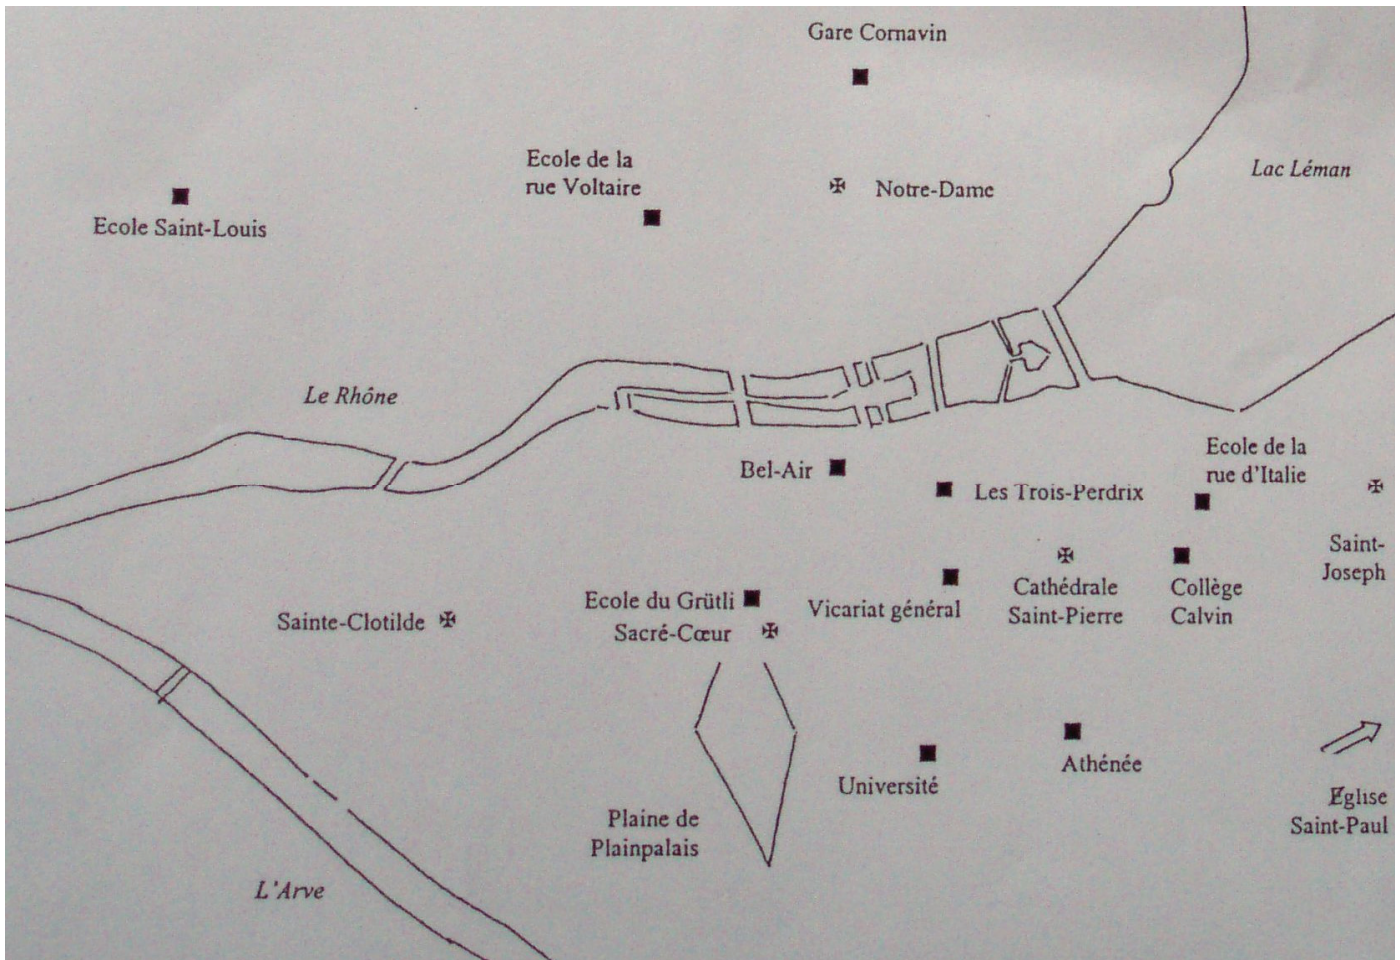 Gare Cornavin
Ecole de la
rue Voltaire
Notre-Dame
Lac Léman
Ecole Saint-Louis
Le Rhône
Ecole de la
rue d'Italie
Bel-Air
Les Trois-Perdrix
Saint-
Joseph
Cathédrale
Saint-Pierre
Collège
Calvin
Ecole du Grütli
Vicariat général
Sainte-Clotilde
Sacré-Cœur
Université
Athénée
Eglise
Saint-Paul
Plaine de
Plainpalais
L'Arve